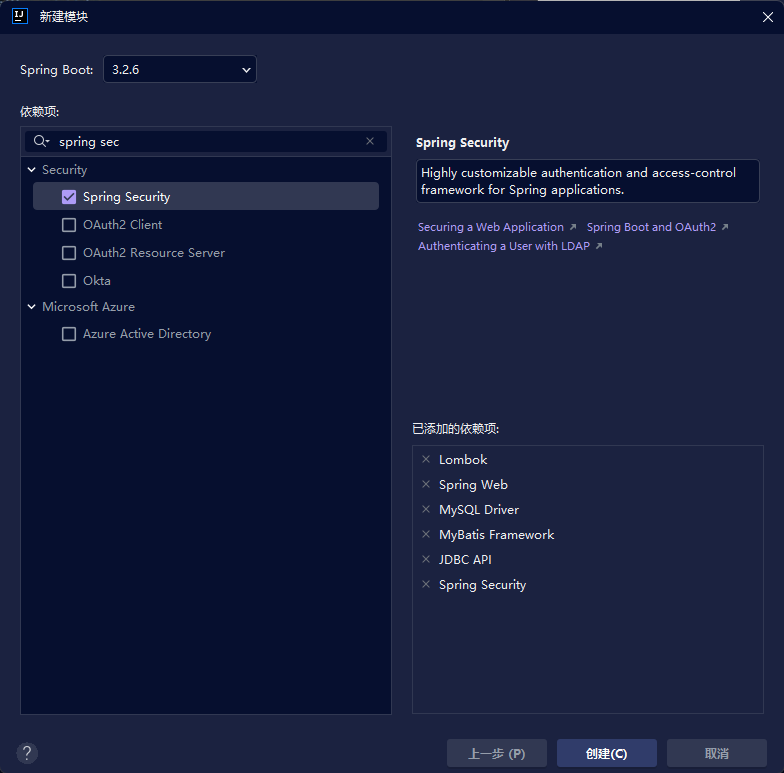 新建模块
Spring Boot: 3.2.6
依赖项:
spring sec
Security
Spring Security
OAuth2 Client
OAuth2 Resource Server
Okta
Microsoft Azure
Azure Active Directory
Spring Security
Highly customizable authentication and access-control
framework for Spring applications.
Securing a Web Application ↗ Spring Boot and OAuth2 ↗
Authenticating a User with LDAP ↗
已添加的依赖项:
Lombok
Spring Web
MySQL Driver
MyBatis Framework
JDBC API
Spring Security
? 上一步 (P) 创建(C) 取消